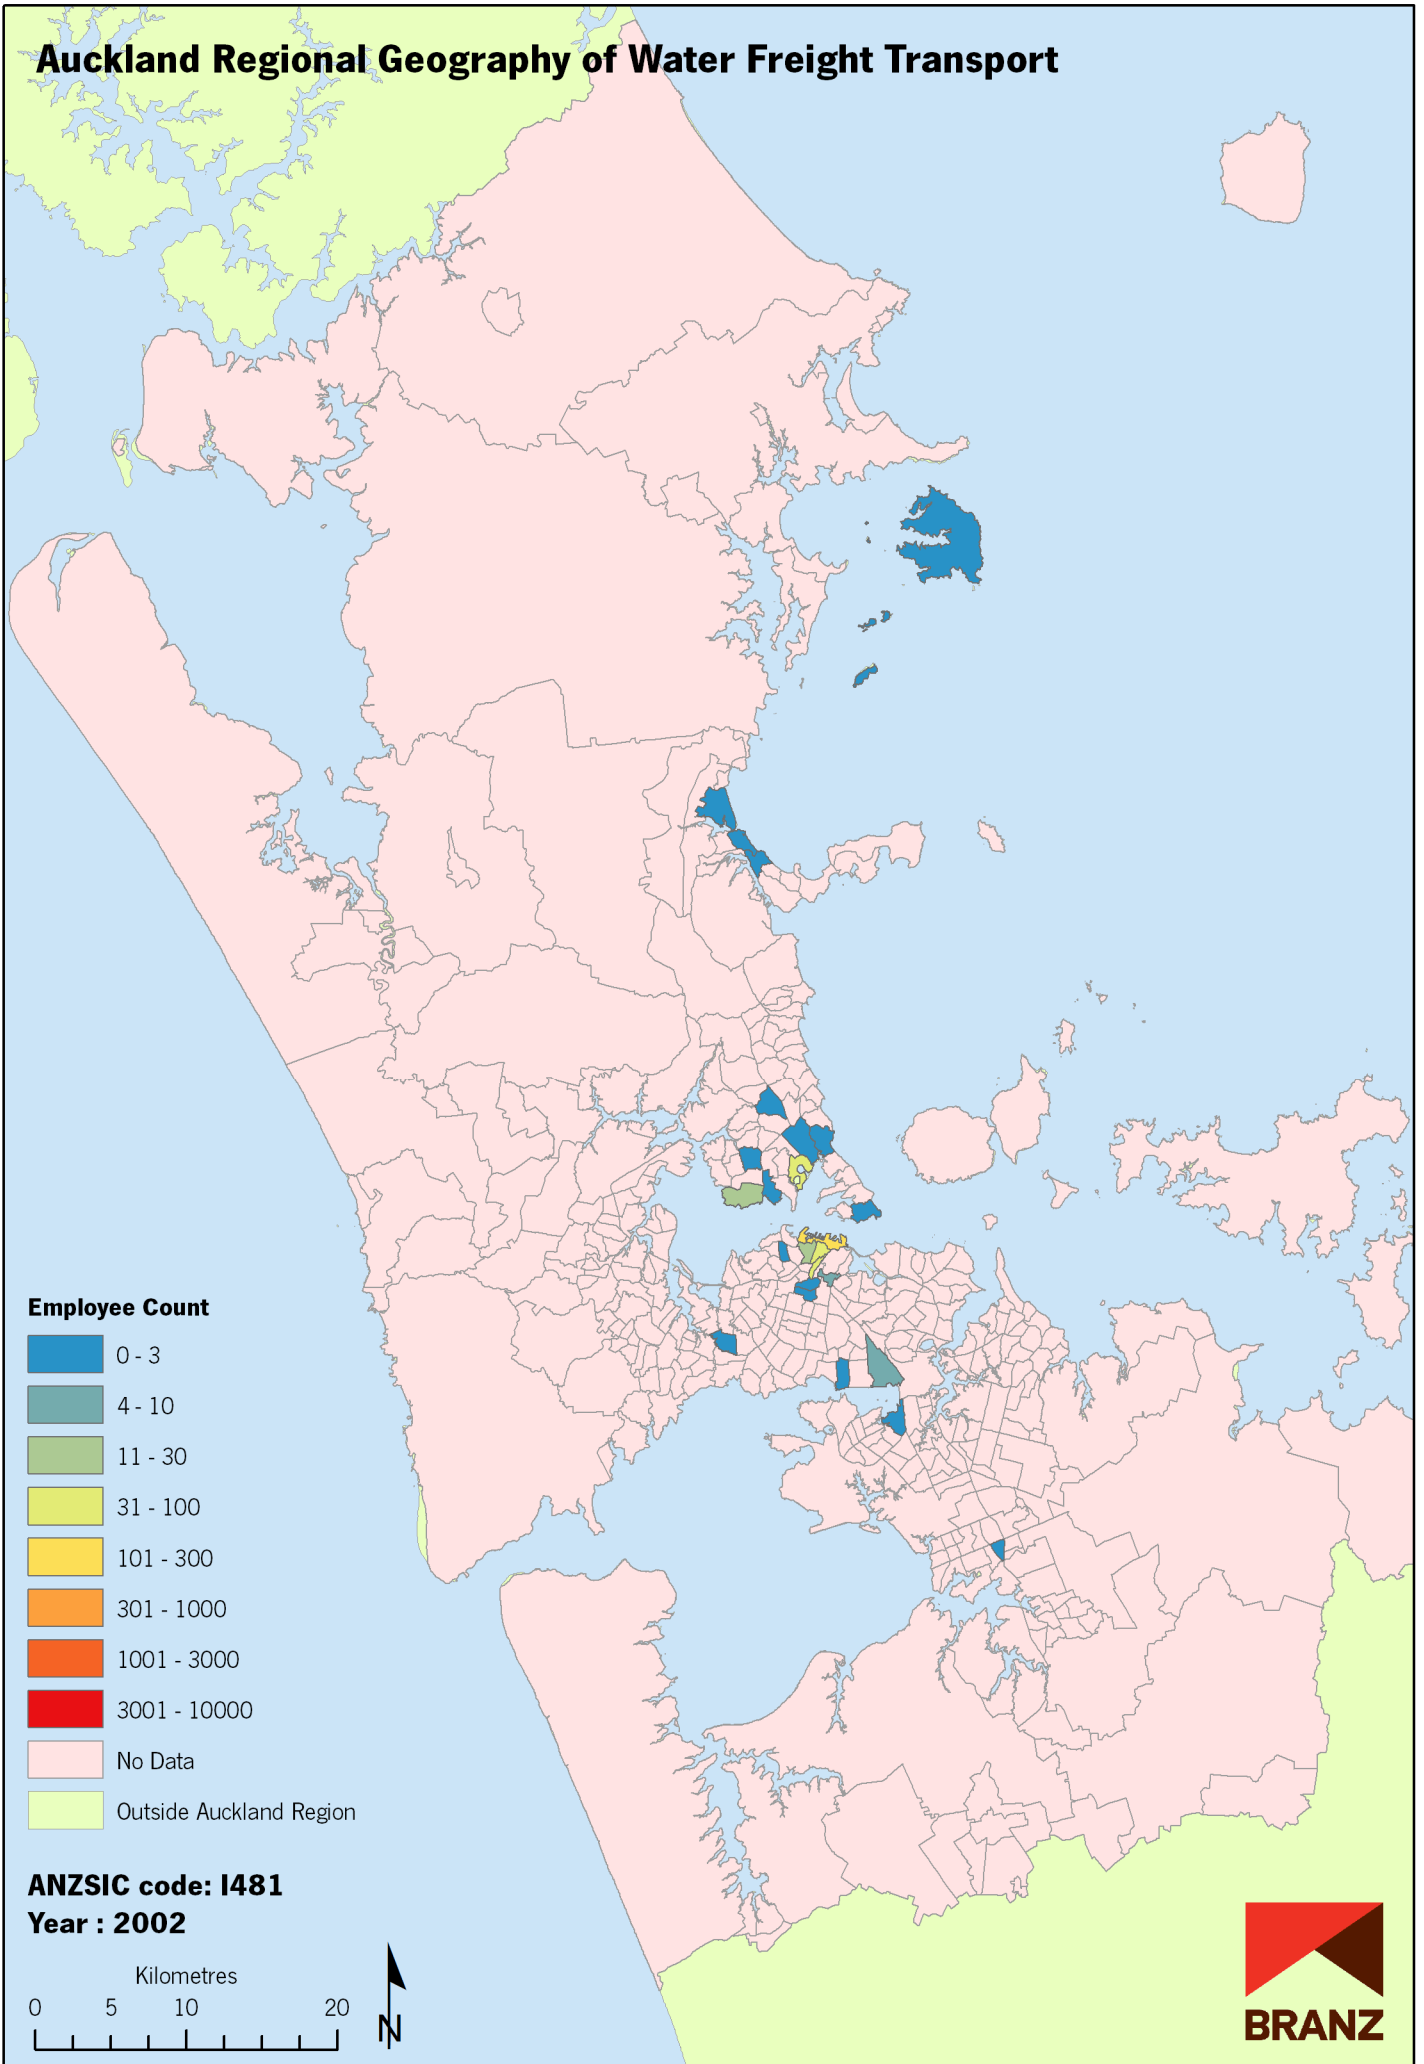 Auckland Regional Geography of Water Freight Transport
Employee Count
0 - 3
4 - 10
11 - 30
31 - 100
101 - 300
301 - 1000
1001 - 3000
3001 - 10000
No Data
Outside Auckland Region
ANZSIC code: I481
Year : 2002
Kilometres
0 5 10 20
N
BRANZ